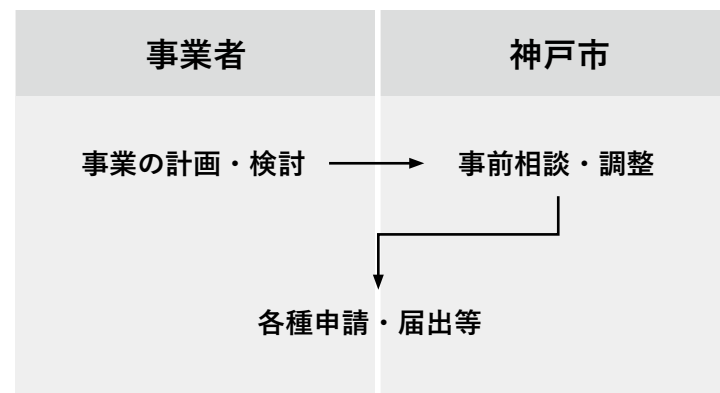 事業者
神戸市
事業の計画・検討
事前相談・調整
各種申請・届出等